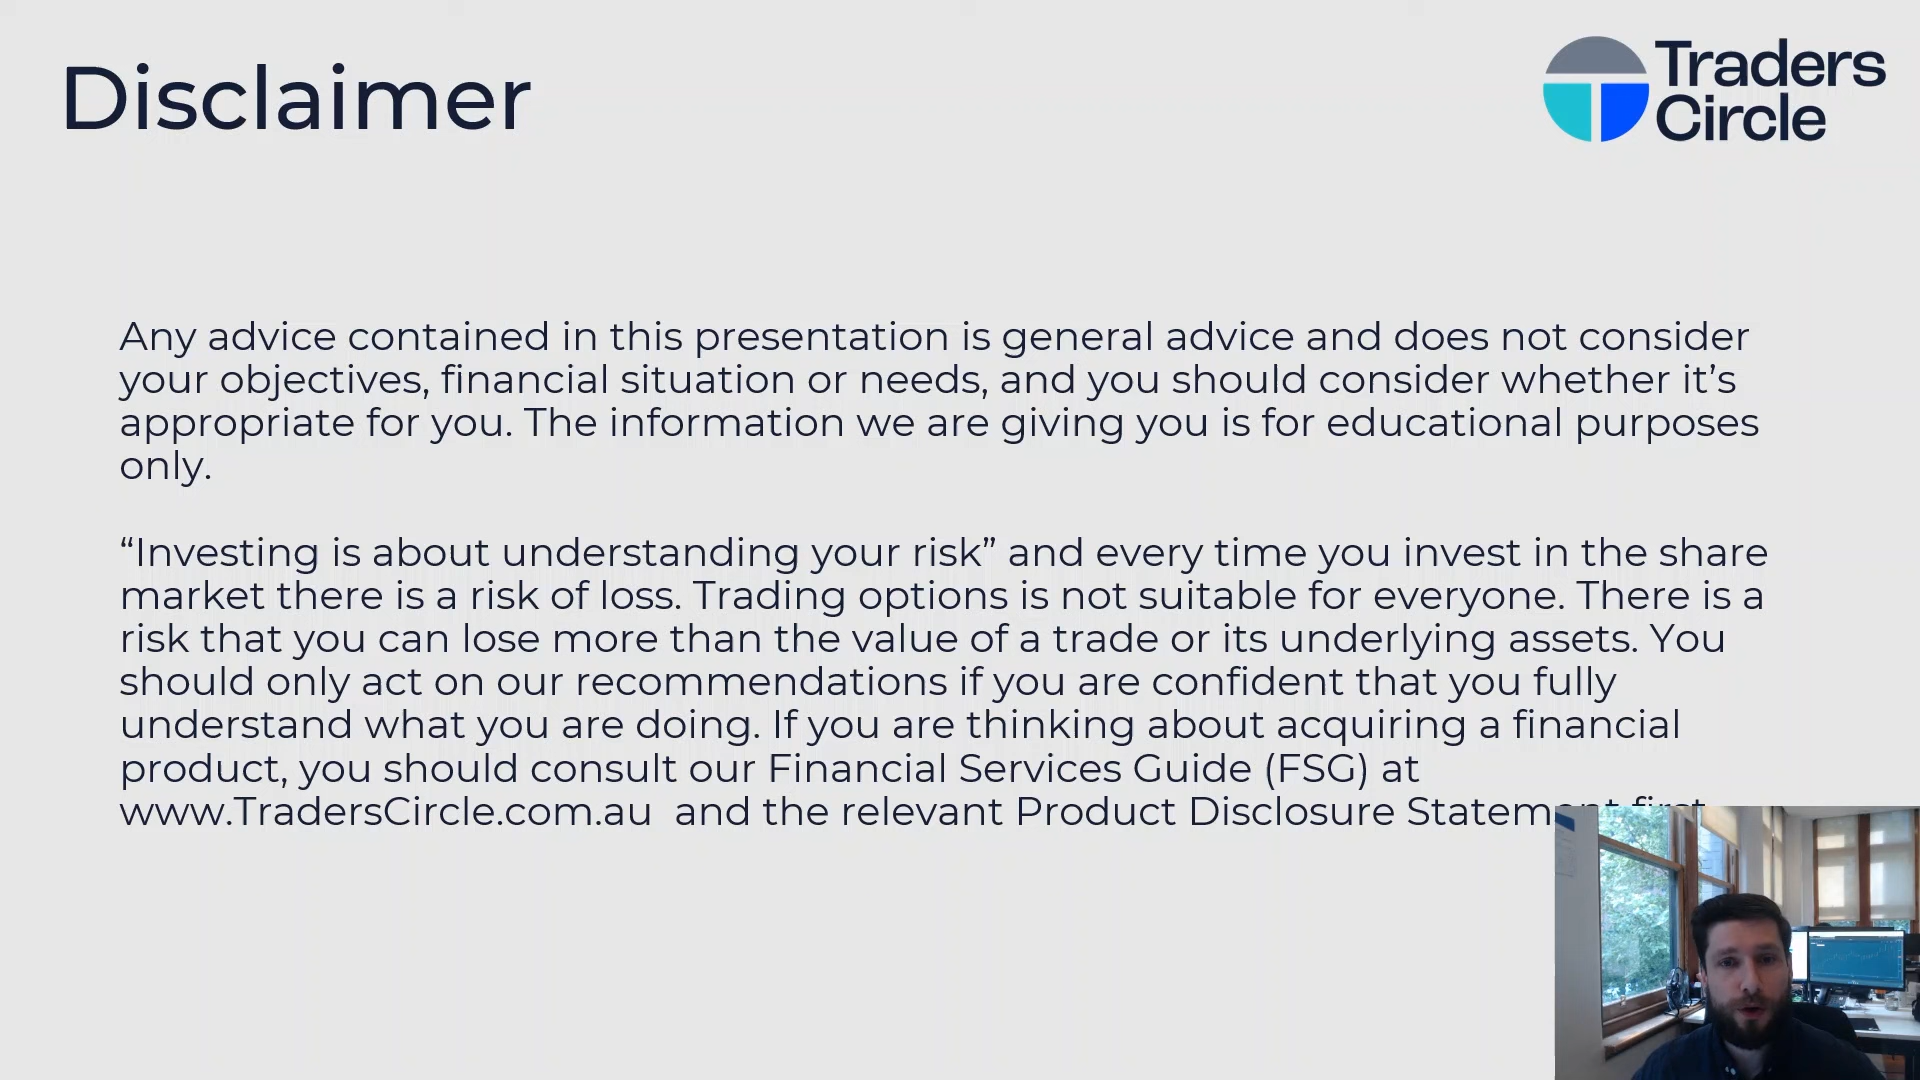 Disclaimer
Traders
Circle
Any advice contained in this presentation is general advice and does not consider
your objectives, financial situation or needs, and you should consider whether it’s
appropriate for you. The information we are giving you is for educational purposes
only.
“Investing is about understanding your risk” and every time you invest in the share
market there is a risk of loss. Trading options is not suitable for everyone. There is a
risk that you can lose more than the value of a trade or its underlying assets. You
should only act on our recommendations if you are confident that you fully
understand what you are doing. If you are thinking about acquiring a financial
product, you should consult our Financial Services Guide (FSG) at
www.TradersCircle.com.au and the relevant Product Disclosure Statement first